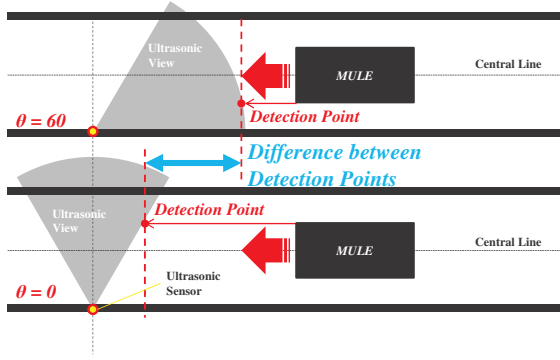 Ultrasonic
View
MULE
Central Line
θ = 60
Detection Point
Difference between
Detection Points
Ultrasonic
View
Detection Point
MULE
Central Line
θ = 0
Ultrasonic
Sensor